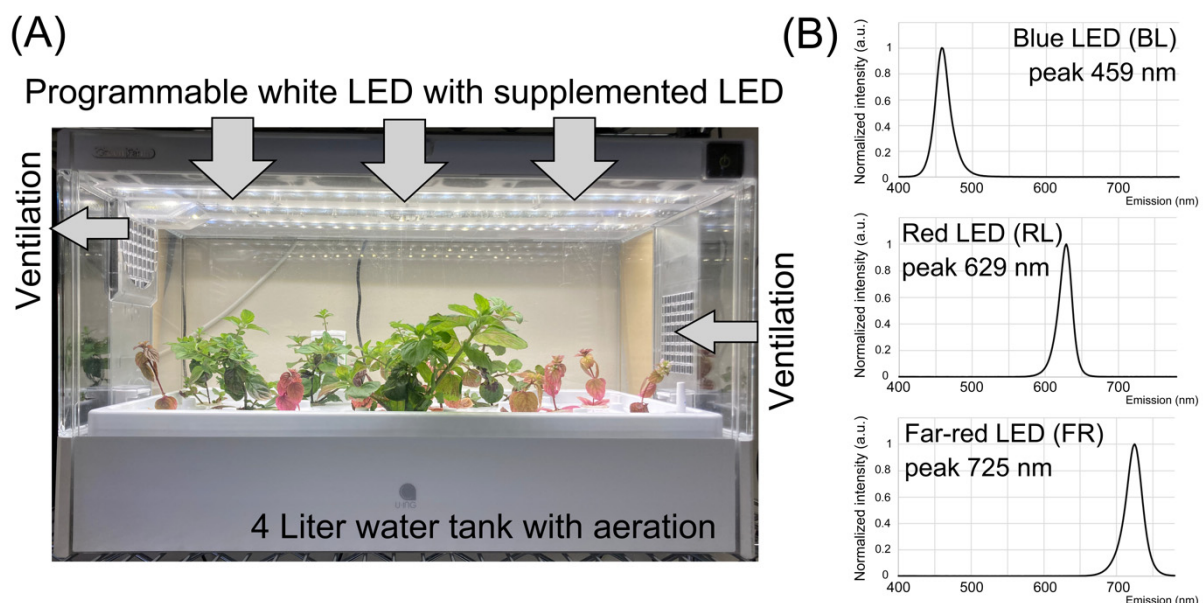 (A)
Programmable white LED with supplemented LED
Ventilation
Ventilation
U-ING
4 Liter water tank with aeration
(B)
Normalized intensity (a.u.)
Blue LED (BL)
peak 459 nm
1
0.8
0.6
0.4
0.2
0
400
500
600
700
Emission (nm)
Normalized intensity (a.u.)
Red LED (RL)
peak 629 nm
1
0.8
0.6
0.4
0.2
0
400
500
600
700
Emission (nm)
Normalized intensity (a.u.)
Far-red LED (FR)
peak 725 nm
1
0.8
0.6
0.4
0.2
0
400
500
600
700
Emission (nm)